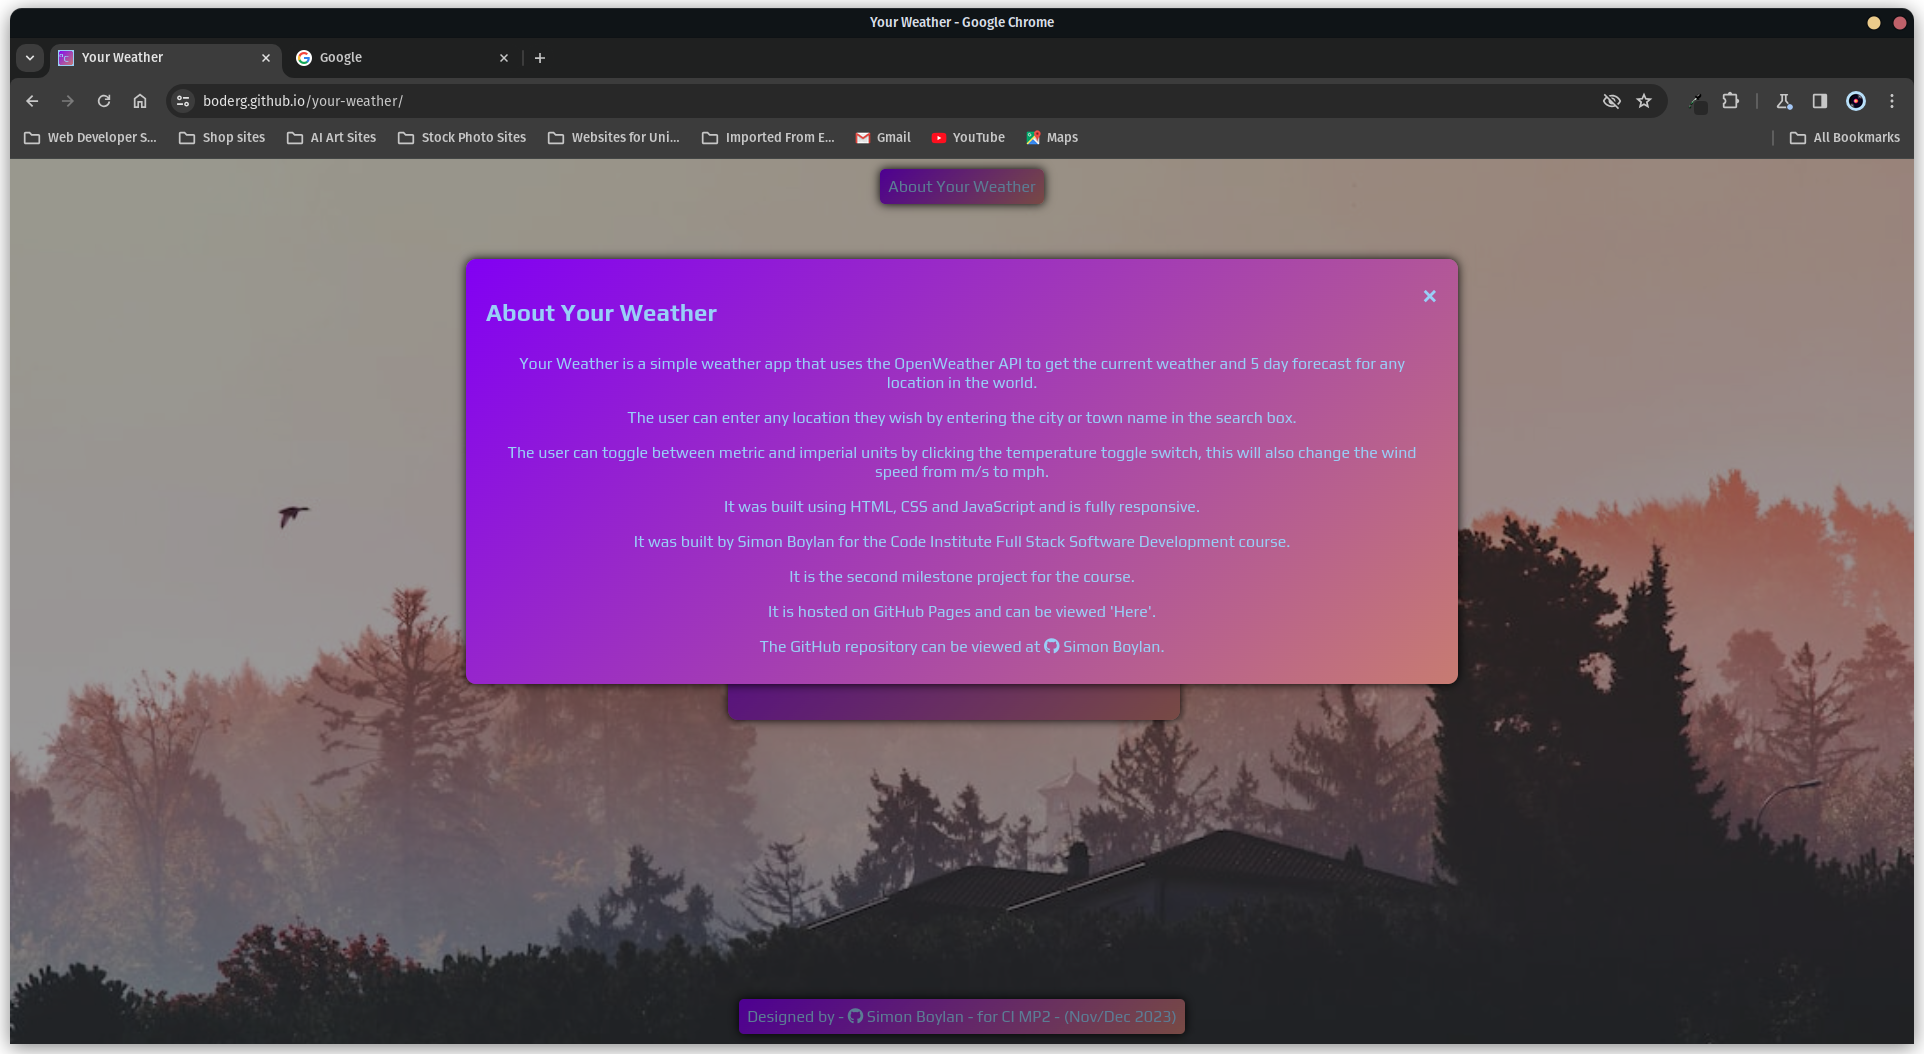 Your Weather - Google Chrome
Your Weather
Google
boderg.github.io/your-weather/
Web Developer S...
Shop sites
AI Art Sites
Stock Photo Sites
Websites for Uni...
Imported From E...
Gmail
YouTube
Maps
All Bookmarks
About Your Weather
About Your Weather
Your Weather is a simple weather app that uses the OpenWeather API to get the current weather and 5 day forecast for any
location in the world.
The user can enter any location they wish by entering the city or town name in the search box.
The user can toggle between metric and imperial units by clicking the temperature toggle switch, this will also change the wind
speed from m/s to mph.
It was built using HTML, CSS and JavaScript and is fully responsive.
It was built by Simon Boylan for the Code Institute Full Stack Software Development course.
It is the second milestone project for the course.
It is hosted on GitHub Pages and can be viewed 'Here'.
The GitHub repository can be viewed at Simon Boylan.
Designed by - Simon Boylan - for CI MP2 - (Nov/Dec 2023)